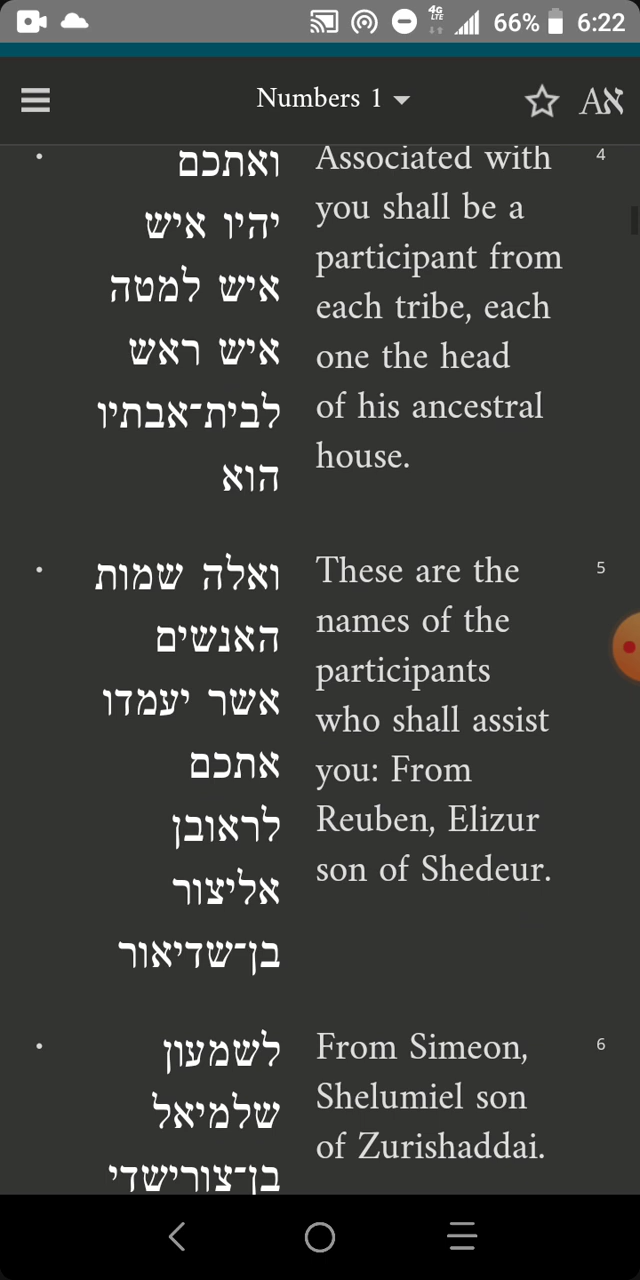 4G
LTE
66%
6:22
Numbers 1
Aא
ואתכם
יהיו איש
איש למטה
איש ראש
לבית־אבתיו
הוא
Associated with
you shall be a
participant from
each tribe, each
one the head
of his ancestral
house.
4
ואלה שמות
האנשים
אשר יעמדו
אתכם
לראובן
אליצור
בן־שדיאור
These are the
names of the
participants
who shall assist
you: From
Reuben, Elizur
son of Shedeur.
5
לשמעון
שלמיאל
בן־צורישדי
From Simeon,
Shelumiel son
of Zurishaddai.
6